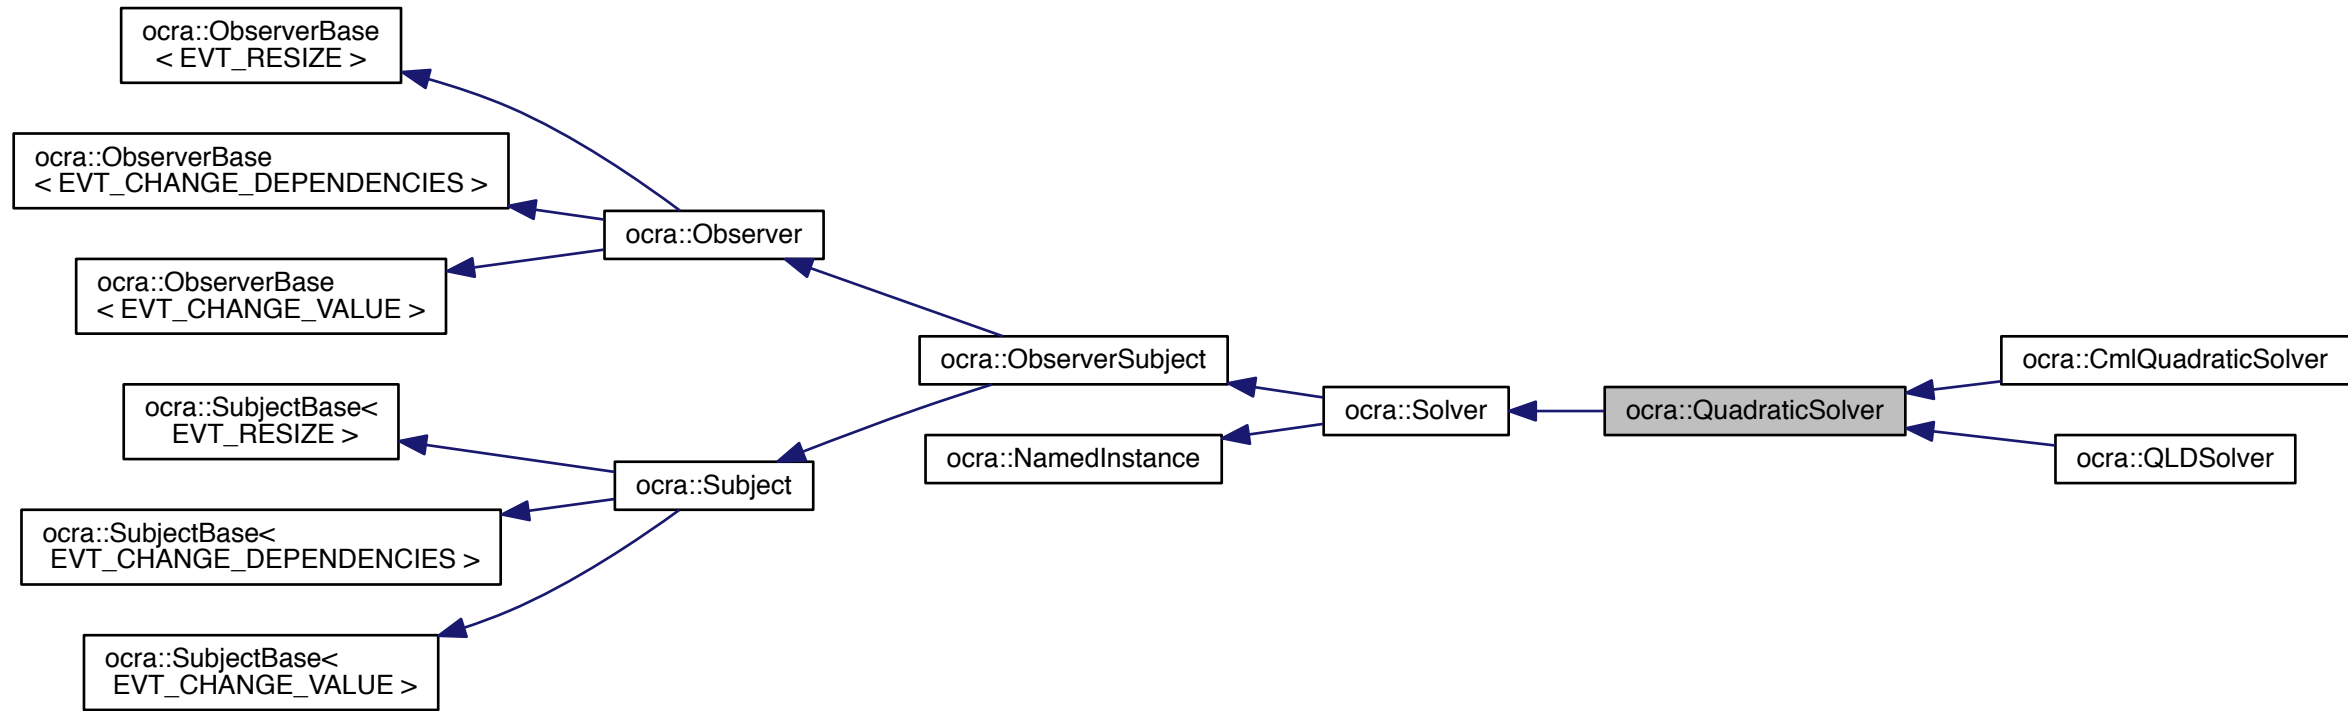 ocra::ObserverBase
< EVT_RESIZE >
ocra::ObserverBase
< EVT_CHANGE_DEPENDENCIES >
ocra::ObserverBase
< EVT_CHANGE_VALUE >
ocra::SubjectBase<
EVT_RESIZE >
ocra::SubjectBase<
EVT_CHANGE_DEPENDENCIES >
ocra::SubjectBase<
EVT_CHANGE_VALUE >
ocra::Observer
ocra::Subject
ocra::ObserverSubject
ocra::NamedInstance
ocra::Solver
ocra::QuadraticSolver
ocra::CmlQuadraticSolver
ocra::QLDSolver